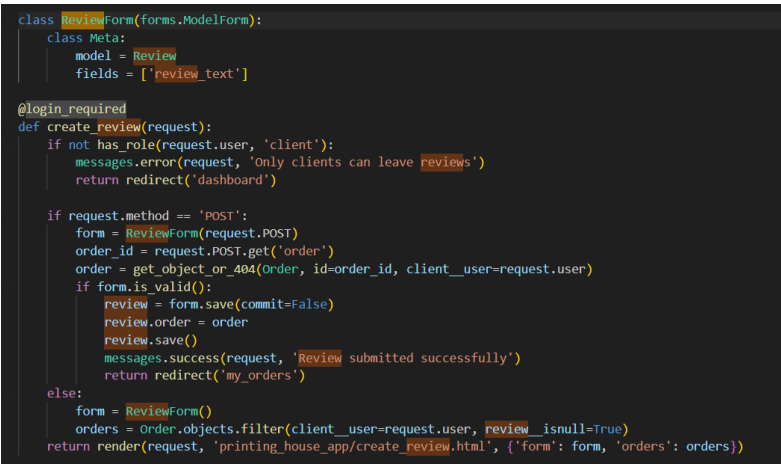 class ReviewForm(forms.ModelForm):
    class Meta:
        model = Review
        fields = ['review_text']

@login_required
def create_review(request):
    if not has_role(request.user, 'client'):
        messages.error(request, 'Only clients can leave reviews')
        return redirect('dashboard')

    if request.method == 'POST':
        form = ReviewForm(request.POST)
        order_id = request.POST.get('order')
        order = get_object_or_404(Order, id=order_id, client__user=request.user)
        if form.is_valid():
            review = form.save(commit=False)
            review.order = order
            review.save()
            messages.success(request, 'Review submitted successfully')
            return redirect('my_orders')
    else:
        form = ReviewForm()
        orders = Order.objects.filter(client__user=request.user, review__isnull=True)
    return render(request, 'printing_house_app/create_review.html', {'form': form, 'orders': orders})